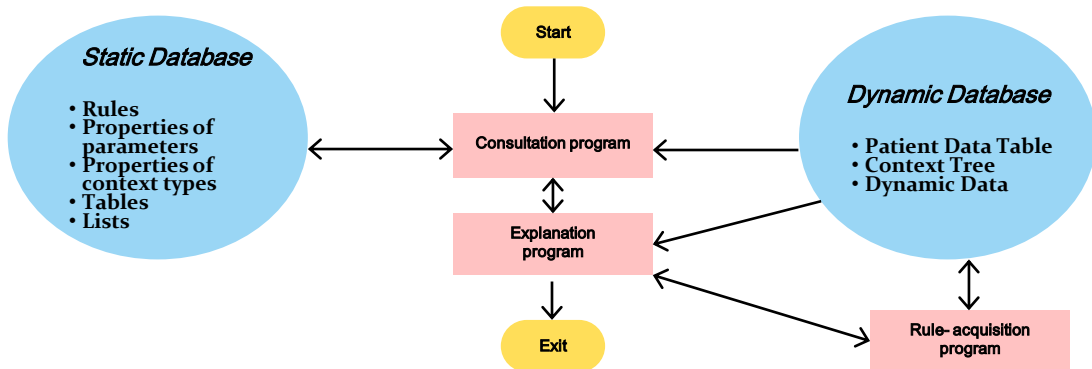 Start
Static Database
• Rules
• Properties of
parameters
• Properties of
context types
• Tables
• Lists
Consultation program
Dynamic Database
• Patient Data Table
• Context Tree
• Dynamic Data
Explanation
program
Exit
Rule- acquisition
program